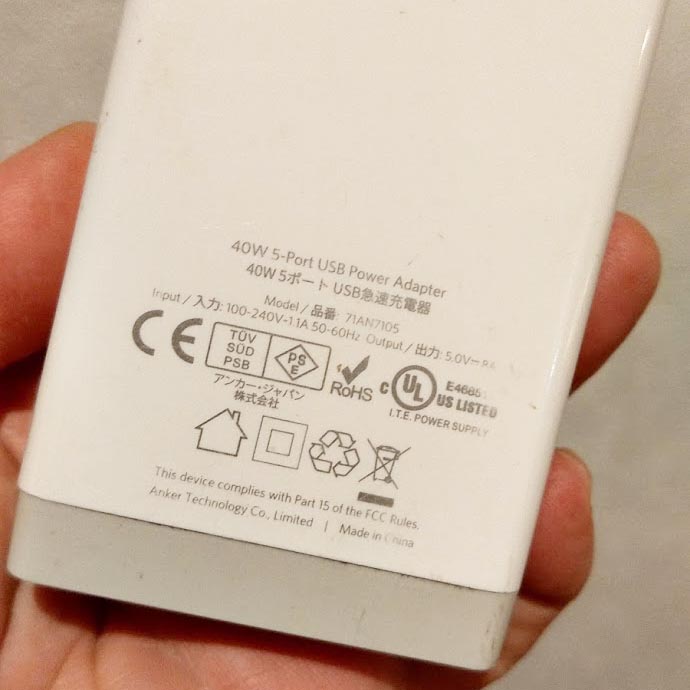 40W 5-Port USB Power Adapter
40W 5ポート USB急速充電器
Model / 品番: 71AN7105
Input / 入力: 100-240V~1.1A 50-60Hz Output / 出力: 5.0V⎓8A
CE
TÜV
SÜD
PSB
PS
E
アンカー・ジャパン
株式会社
RoHS
C UL US LISTED
I.T.E. POWER SUPPLY
This device complies with Part 15 of the FCC Rules.
Anker Technology Co., Limited | Made in China